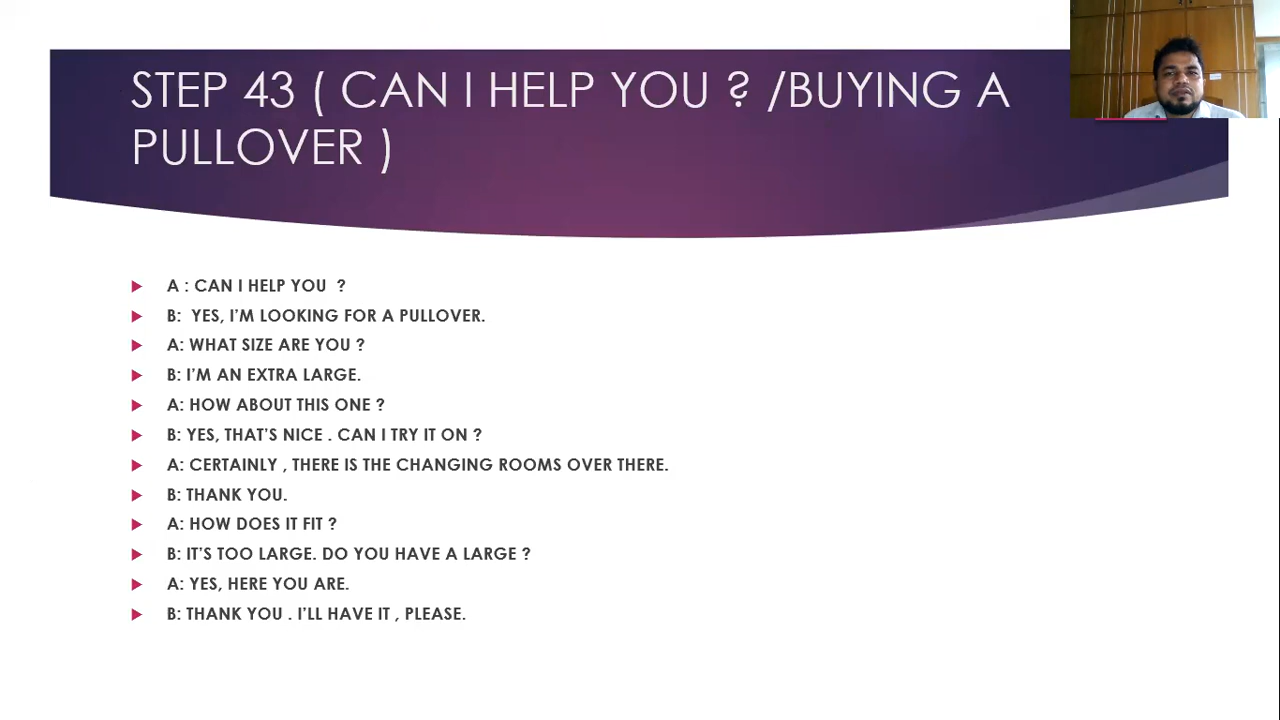 STEP 43 ( CAN I HELP YOU ? /BUYING A
PULLOVER )
A : CAN I HELP YOU  ?
B:  YES, I’M LOOKING FOR A PULLOVER.
A: WHAT SIZE ARE YOU ?
B: I’M AN EXTRA LARGE.
A: HOW ABOUT THIS ONE ?
B: YES, THAT’S NICE . CAN I TRY IT ON ?
A: CERTAINLY , THERE IS THE CHANGING ROOMS OVER THERE.
B: THANK YOU.
A: HOW DOES IT FIT ?
B: IT’S TOO LARGE. DO YOU HAVE A LARGE ?
A: YES, HERE YOU ARE.
B: THANK YOU . I’LL HAVE IT , PLEASE.